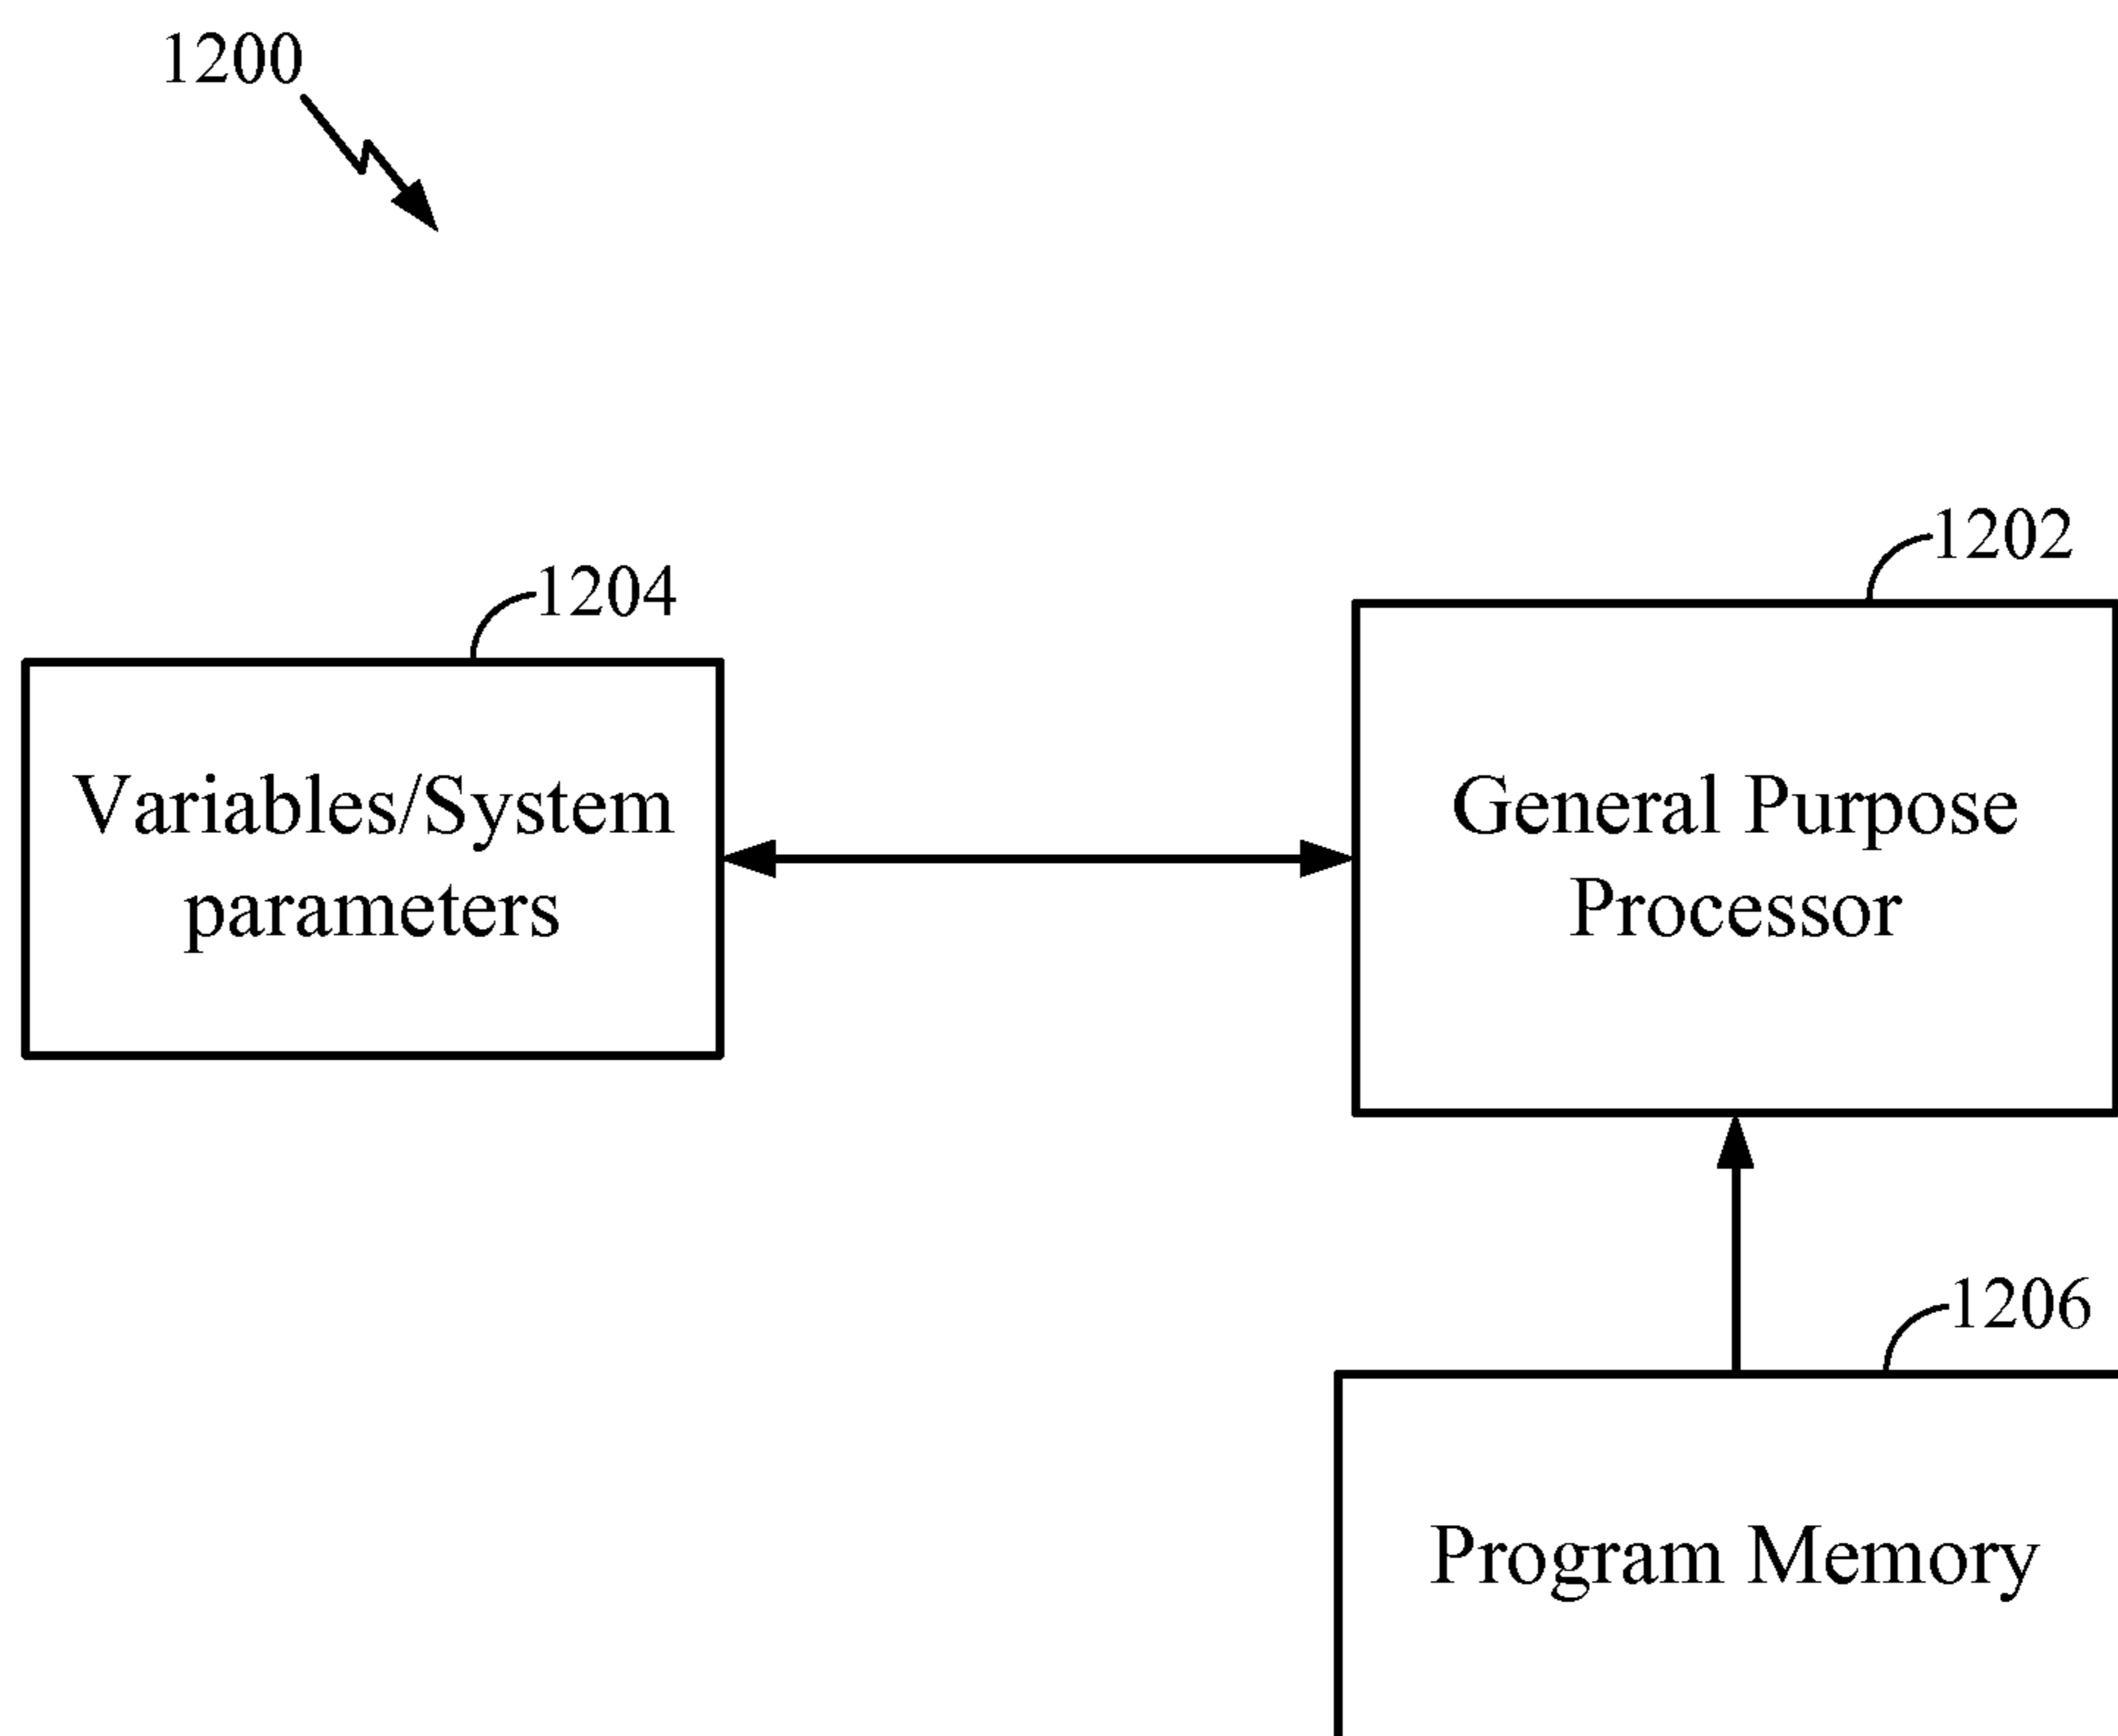 1200
1202
1204
Variables/System
parameters
General Purpose
Processor
1206
Program Memory